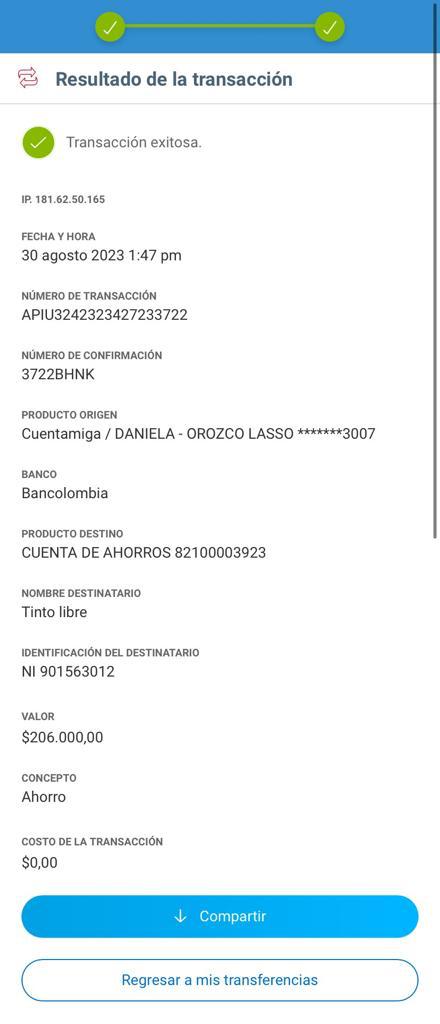 Resultado de la transacción
Transacción exitosa.
IP. 181.62.50.165
FECHA Y HORA
30 agosto 2023 1:47 pm
NÚMERO DE TRANSACCIÓN
APIU3242323427233722
NÚMERO DE CONFIRMACIÓN
3722BHNK
PRODUCTO ORIGEN
Cuentamiga / DANIELA - OROZCO LASSO *******3007
BANCO
Bancolombia
PRODUCTO DESTINO
CUENTA DE AHORROS 82100003923
NOMBRE DESTINATARIO
Tinto libre
IDENTIFICACIÓN DEL DESTINATARIO
NI 901563012
VALOR
$206.000,00
CONCEPTO
Ahorro
COSTO DE LA TRANSACCIÓN
$0,00
Compartir
Regresar a mis transferencias